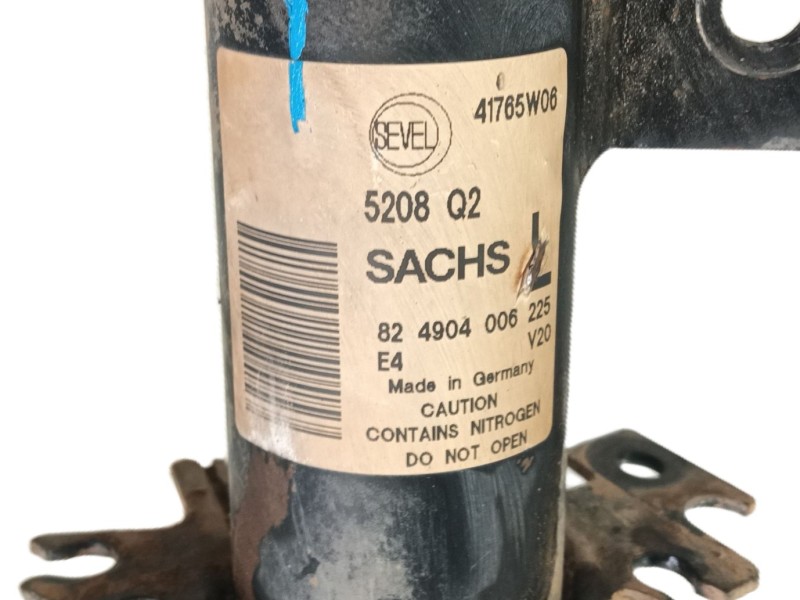 41765W06
SEVEL
5208 Q2
SACHS L
82 4904 006 225
E4 V20
Made in Germany
CAUTION
CONTAINS NITROGEN
DO NOT OPEN